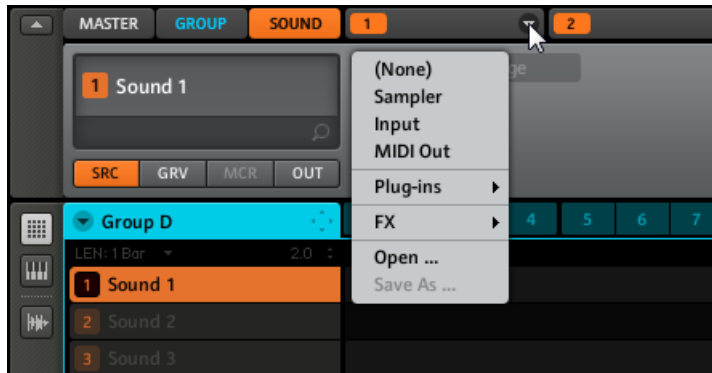 MASTER GROUP SOUND 1 2
1 Sound 1
SRC GRV MCR OUT
(None)
Sampler
Input
MIDI Out
Plug-ins
FX
Open ...
Save As ...
Group D 4 5 6 7
LEN: 1 Bar 2.0
1 Sound 1
2 Sound 2
3 Sound 3